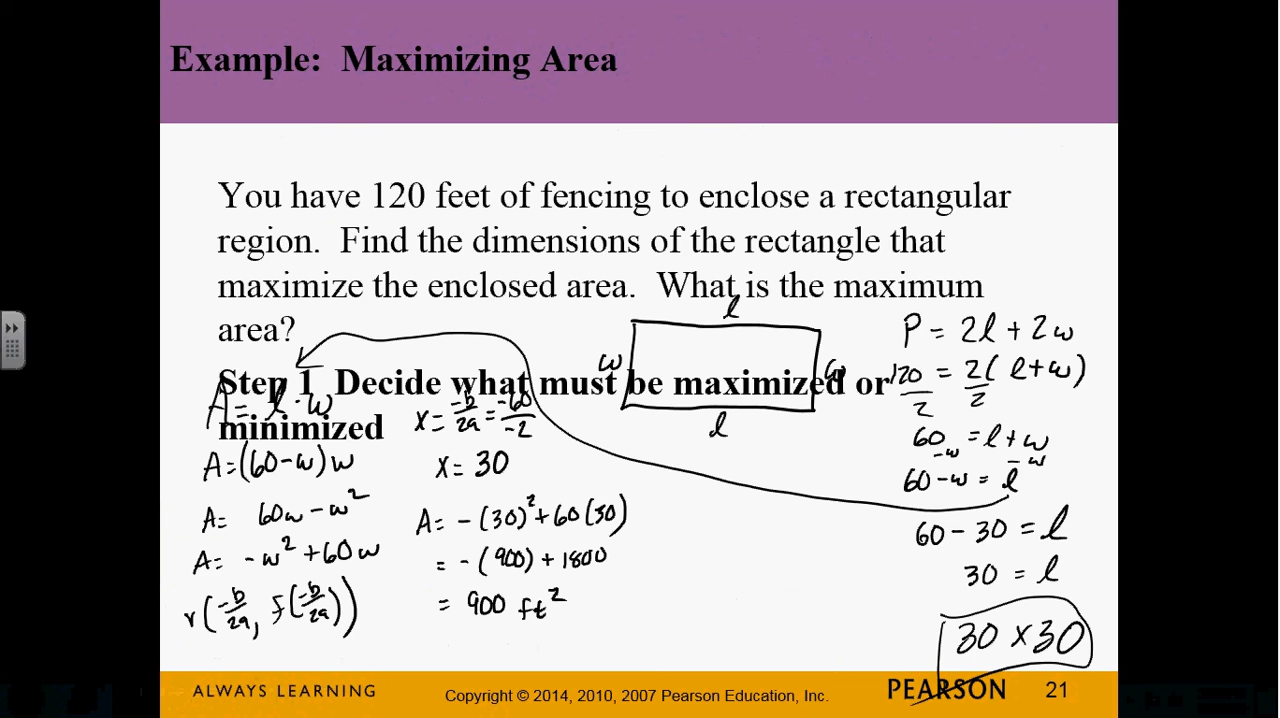 Example: Maximizing Area
You have 120 feet of fencing to enclose a rectangular
region. Find the dimensions of the rectangle that
maximize the enclosed area. What is the maximum
area?
Step 1 Decide what must be maximized or
minimized
A = l · w
A = (60 - w) w
A = 60w - w²
A = -w² + 60w
v(-b/2a, f(-b/2a))
x = -b/2a = -60/-2
x = 30
A = -(30)² + 60(30)
= -(900) + 1800
= 900 ft²
l
w
w
l
P = 2l + 2w
120/2 = 2(l + w)/2
60 = l + w
-w -w
60 - w = l
60 - 30 = l
30 = l
30 x 30
ALWAYS LEARNING
Copyright © 2014, 2010, 2007 Pearson Education, Inc.
PEARSON
21